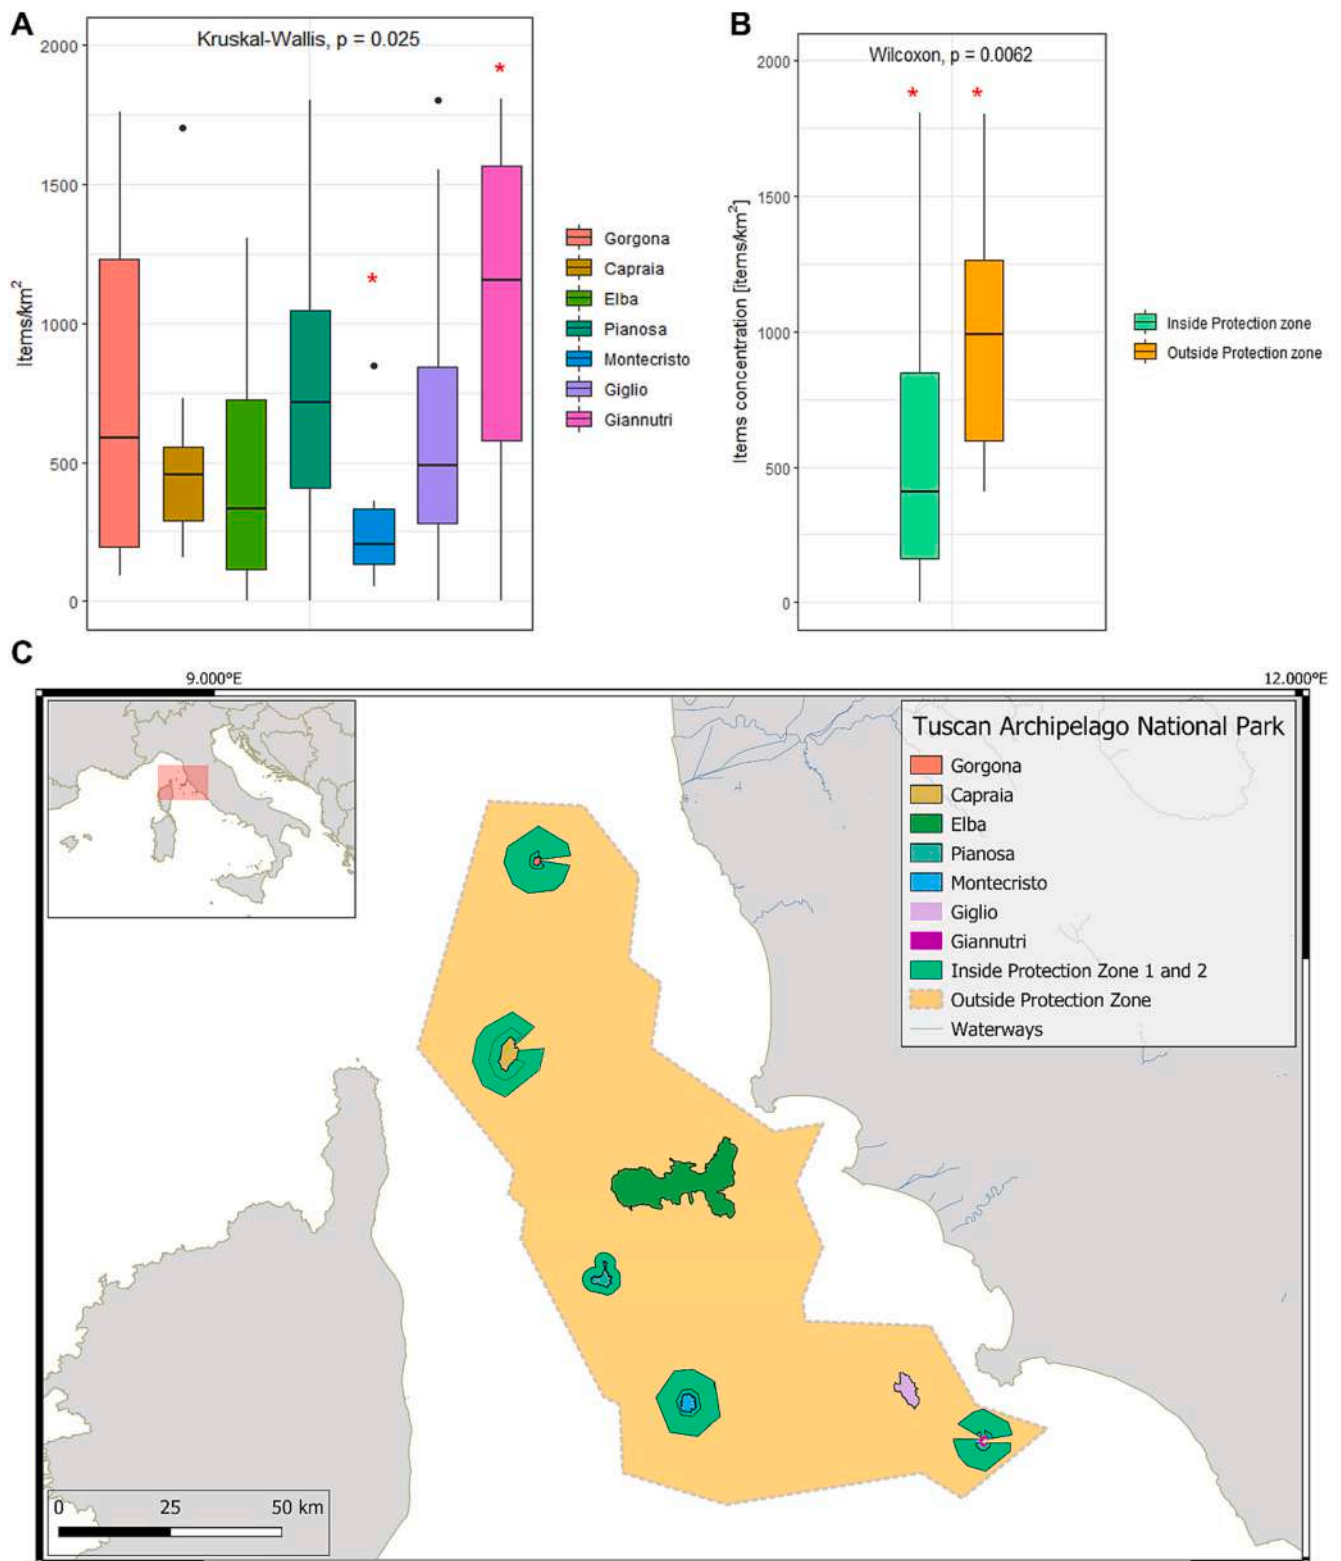 A
Kruskal-Wallis, p = 0.025
2000
1500
1000
500
0
Items/km²
*
*
Gorgona
Capraia
Elba
Pianosa
Montecristo
Giglio
Giannutri
B
Wilcoxon, p = 0.0062
2000
1500
1000
500
0
Items concentration [items/km²]
* *
Inside Protection zone
Outside Protection zone
C
9.000°E
12.000°E
Tuscan Archipelago National Park
Gorgona
Capraia
Elba
Pianosa
Montecristo
Giglio
Giannutri
Inside Protection Zone 1 and 2
Outside Protection Zone
Waterways
0 25 50 km